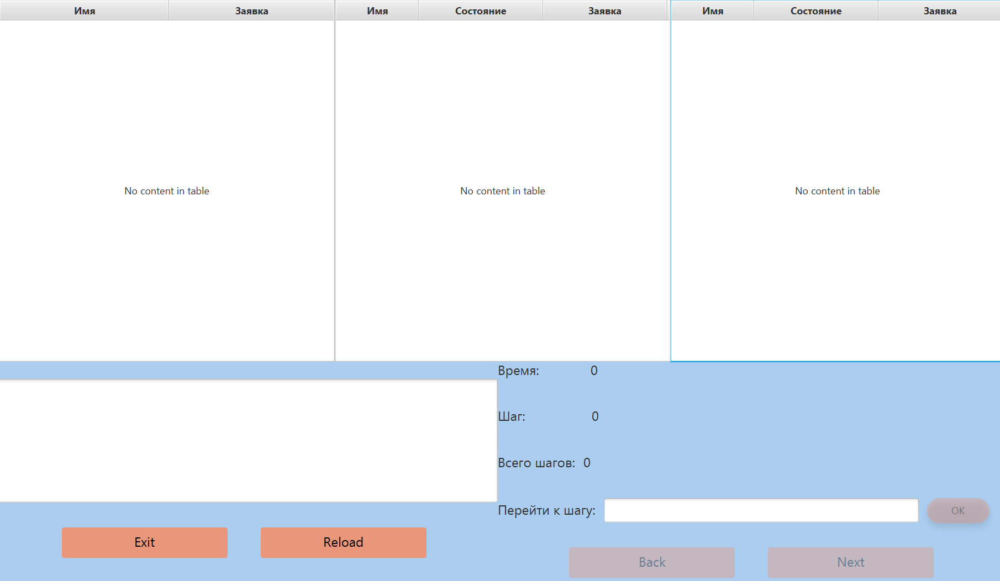 Имя Заявка Имя Состояние Заявка Имя Состояние Заявка
No content in table No content in table No content in table
Время: 0
Шаг: 0
Всего шагов: 0
Перейти к шагу: OK
Exit Reload
Back Next